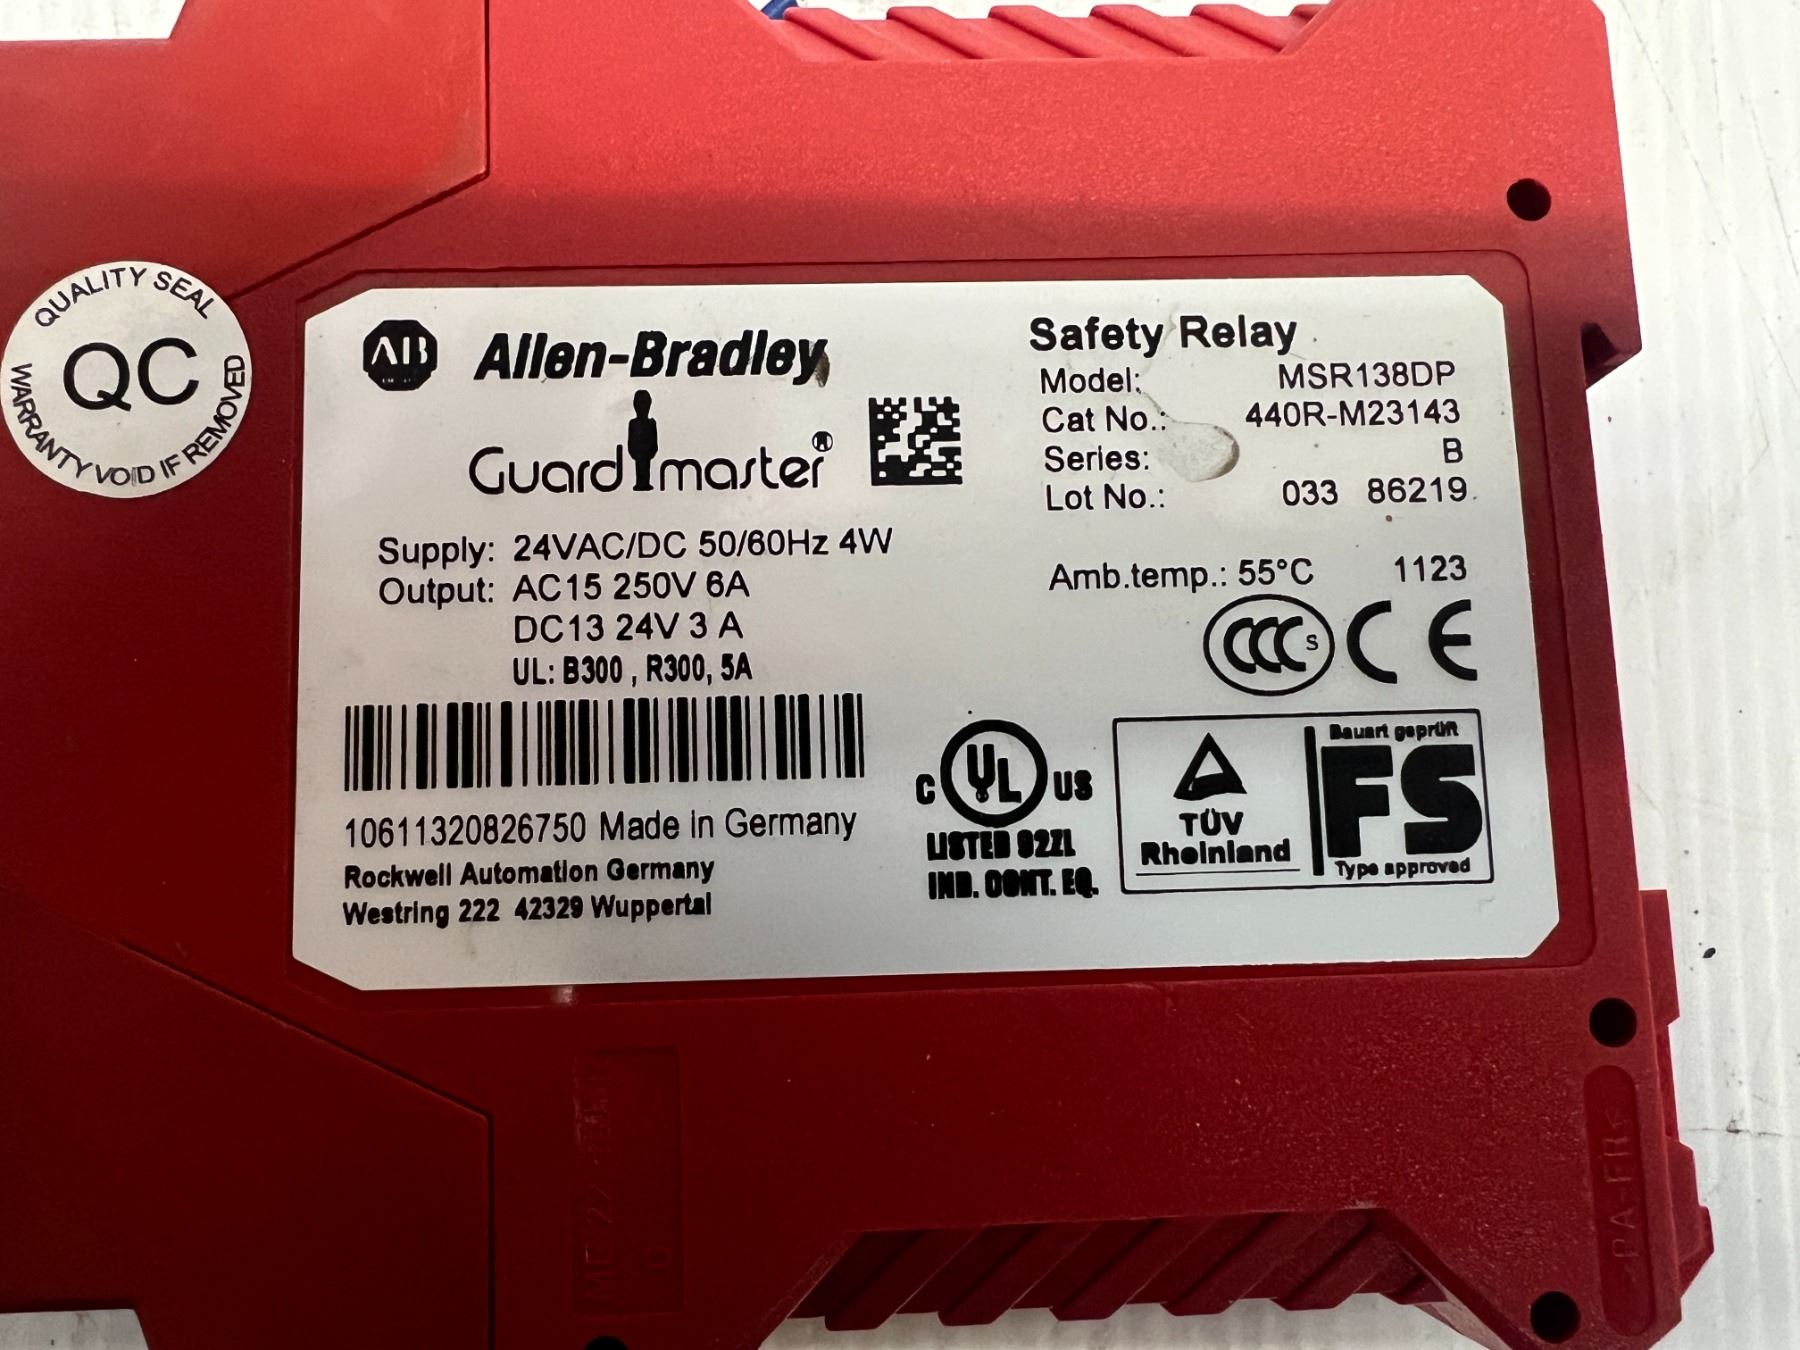 QUALITY SEAL
QC
WARRANTY VOID IF REMOVED
AB Allen-Bradley
Guardmaster®
Supply: 24VAC/DC 50/60Hz 4W
Output: AC15 250V 6A
DC13 24V 3 A
UL: B300 , R300, 5A
10611320826750 Made in Germany
Rockwell Automation Germany
Westring 222 42329 Wuppertal
Safety Relay
Model: MSR138DP
Cat No.: 440R-M23143
Series: B
Lot No.: 033 86219
Amb.temp.: 55°C 1123
CCC S CE
C UL US
LISTED 92ZL
IND. CONT. EQ.
TÜV
Rheinland
Bauart geprüft
FS
Type approved
6
PA-FR